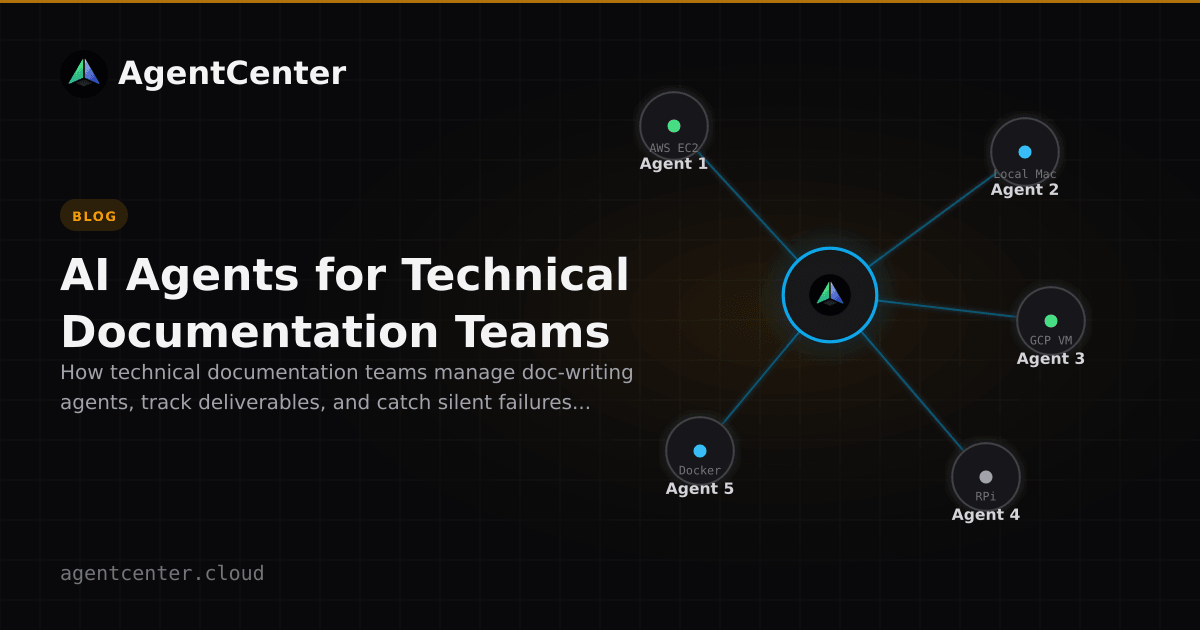 AgentCenter
BLOG
AI Agents for Technical
Documentation Teams
How technical documentation teams manage doc-writing
agents, track deliverables, and catch silent failures...
agentcenter.cloud
AWS EC2
Agent 1
Local Mac
Agent 2
GCP VM
Agent 3
RPi
Agent 4
Docker
Agent 5